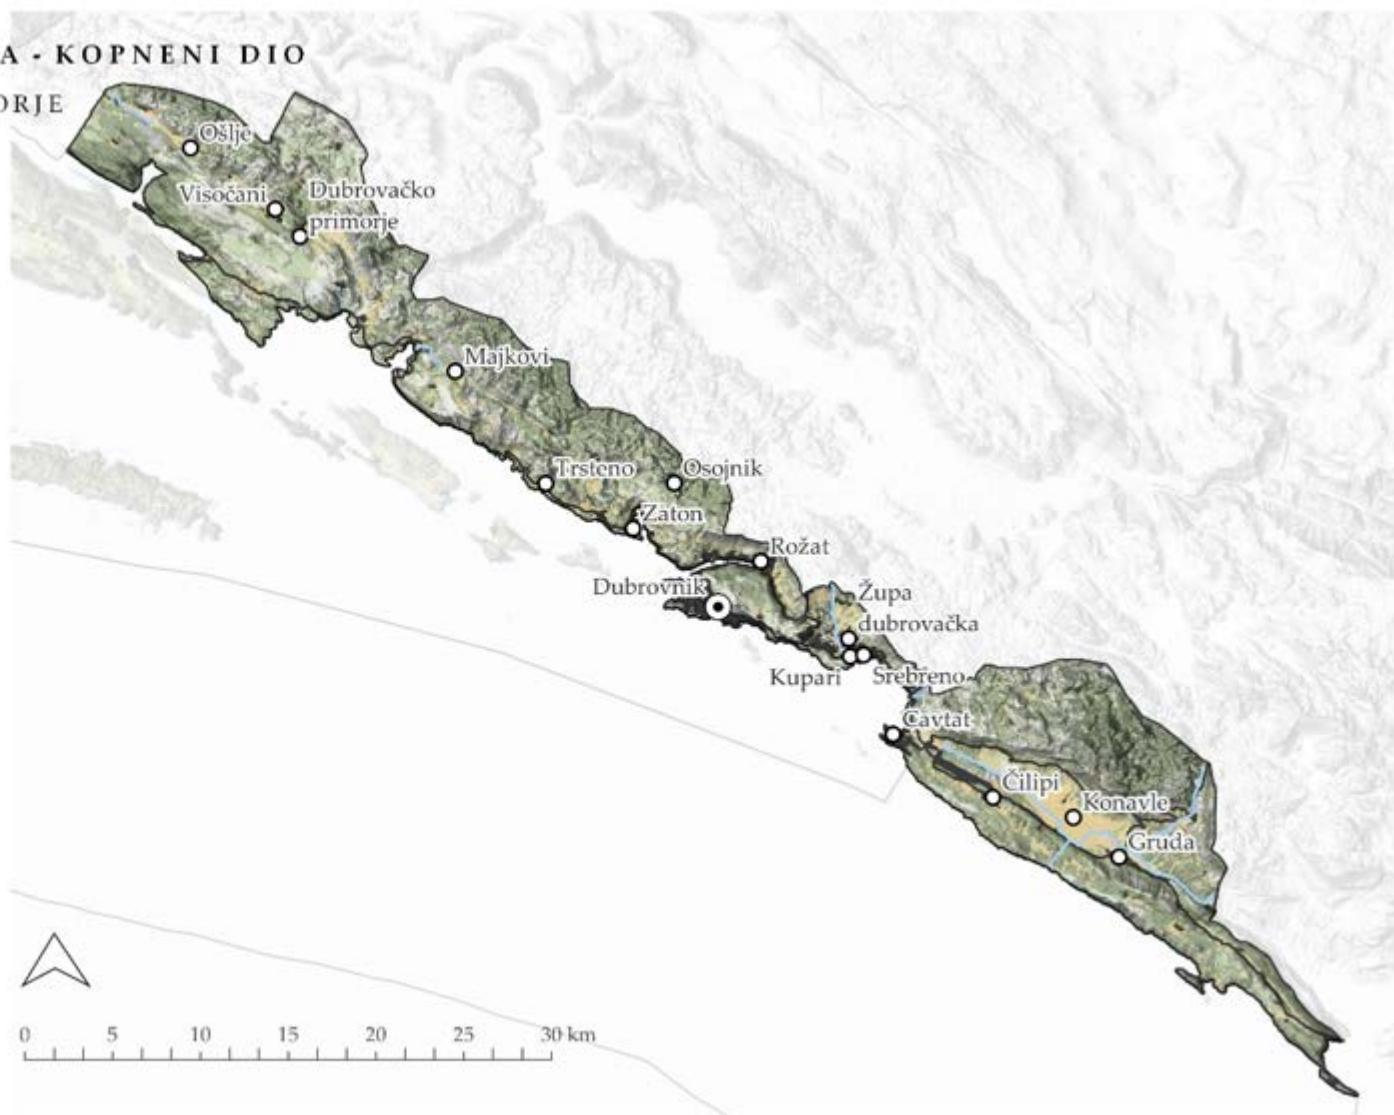 A - KOPNENI DIO
ORJE
Ošlje
Visočani
Dubrovačko
primorje
Majkovi
Trsteno
Osojnik
Zaton
Rožat
Dubrovnik
Župa
dubrovačka
Kupari
Srebreno
Cavtat
Čilipi
Konavle
Gruda
0 5 10 15 20 25 30 km